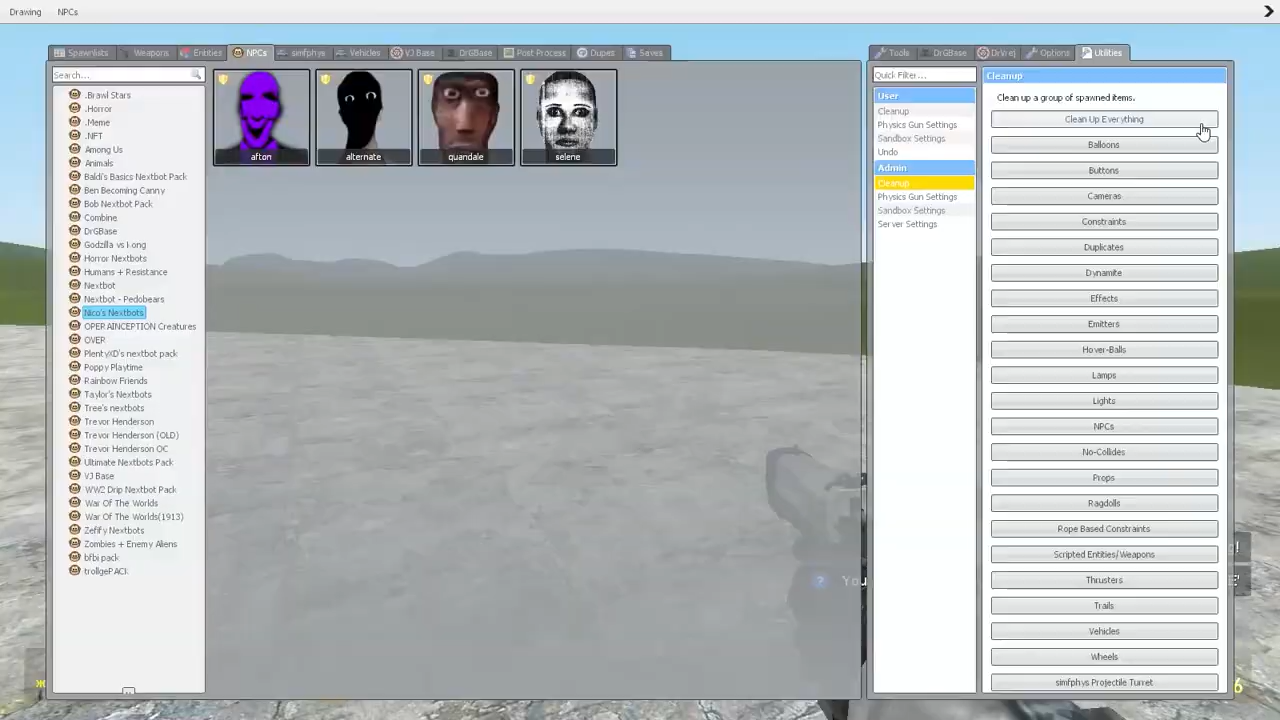 Drawing NPCs
Spawnlists Weapons Entities NPCs simfphys Vehicles VJ Base DrGBase Post Process Dupes Saves
Search...
.Brawl Stars
.Horror
.Meme
.NFT
Among Us
Animals
Baldi's Basics Nextbot Pack
Ben Becoming Canny
Bob Nextbot Pack
Combine
DrGBase
Godzilla vs Kong
Horror Nextbots
Humans + Resistance
Nextbot
Nextbot - Pedobears
Nico's Nextbots
OPERAINCEPTION Creatures
OVER
PlentyXD's nextbot pack
Poppy Playtime
Rainbow Friends
Taylor's Nextbots
Tree's nextbots
Trevor Henderson
Trevor Henderson (OLD)
Trevor Henderson OC
Ultimate Nextbots Pack
VJ Base
WW2 Drip Nextbot Pack
War Of The Worlds
War Of The Worlds(1913)
Zefify Nextbots
Zombies + Enemy Aliens
bfbi pack
trollgePACK
afton
alternate
quandale
selene
Tools DrGBase DrVrej Options Utilities
Quick Filter...
User
Cleanup
Physics Gun Settings
Sandbox Settings
Undo
Admin
Cleanup
Physics Gun Settings
Sandbox Settings
Server Settings
Cleanup
Clean up a group of spawned items.
Clean Up Everything
Balloons
Buttons
Cameras
Constraints
Duplicates
Dynamite
Effects
Emitters
Hover-Balls
Lamps
Lights
NPCs
No-Collides
Props
Ragdolls
Rope Based Constraints
Scripted Entities/Weapons
Thrusters
Trails
Vehicles
Wheels
simfphys Projectile Turret
You